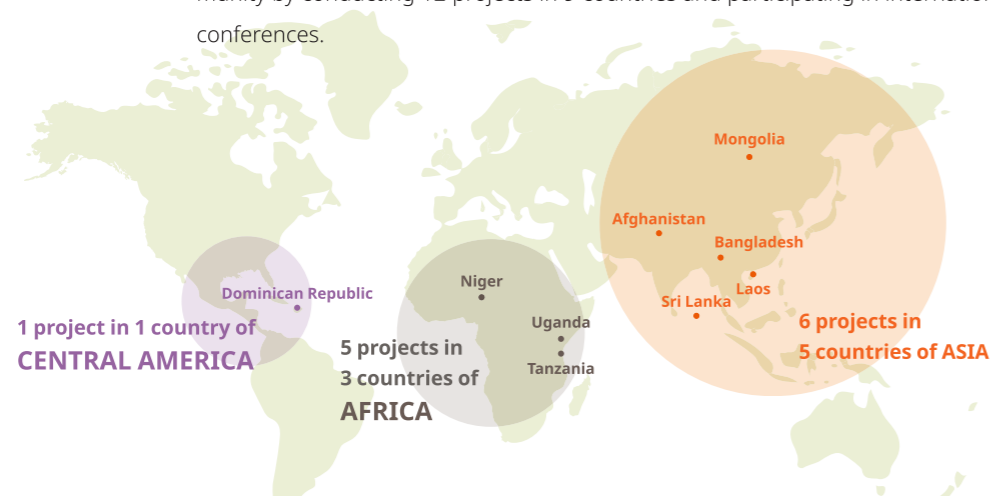 conferences.
Mongolia
Afghanistan
Bangladesh
Laos
Sri Lanka
6 projects in
5 countries of ASIA
Niger
Uganda
Tanzania
5 projects in
3 countries of
AFRICA
Dominican Republic
1 project in 1 country of
CENTRAL AMERICA